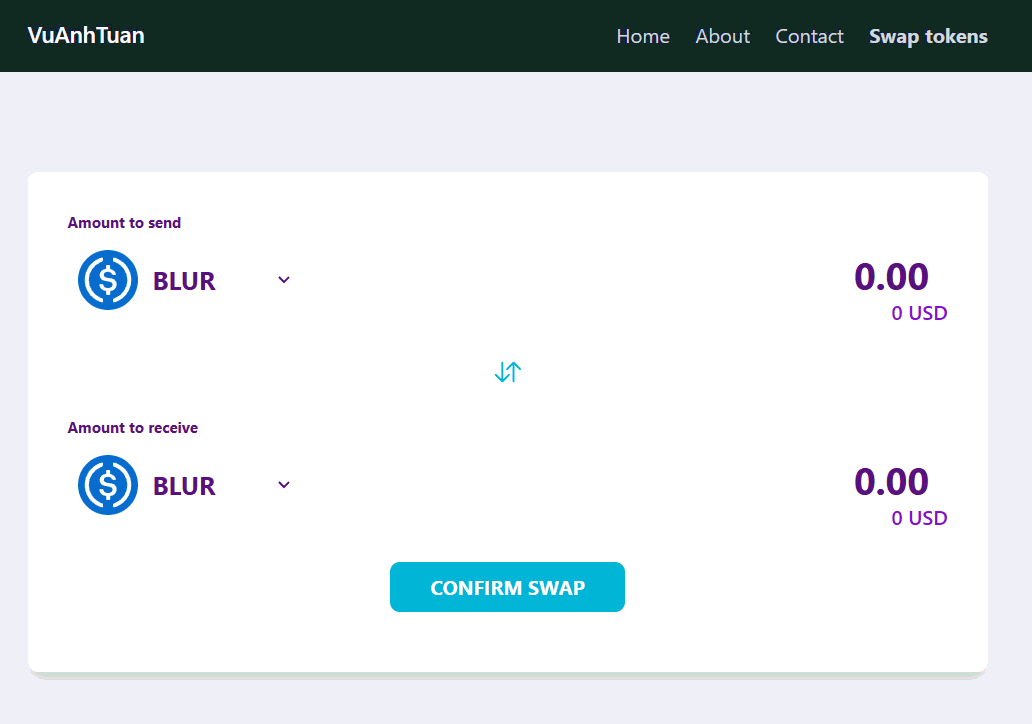 VuAnhTuan Home About Contact Swap tokens
Amount to send
$ BLUR 0.00
0 USD
Amount to receive
$ BLUR 0.00
0 USD
CONFIRM SWAP